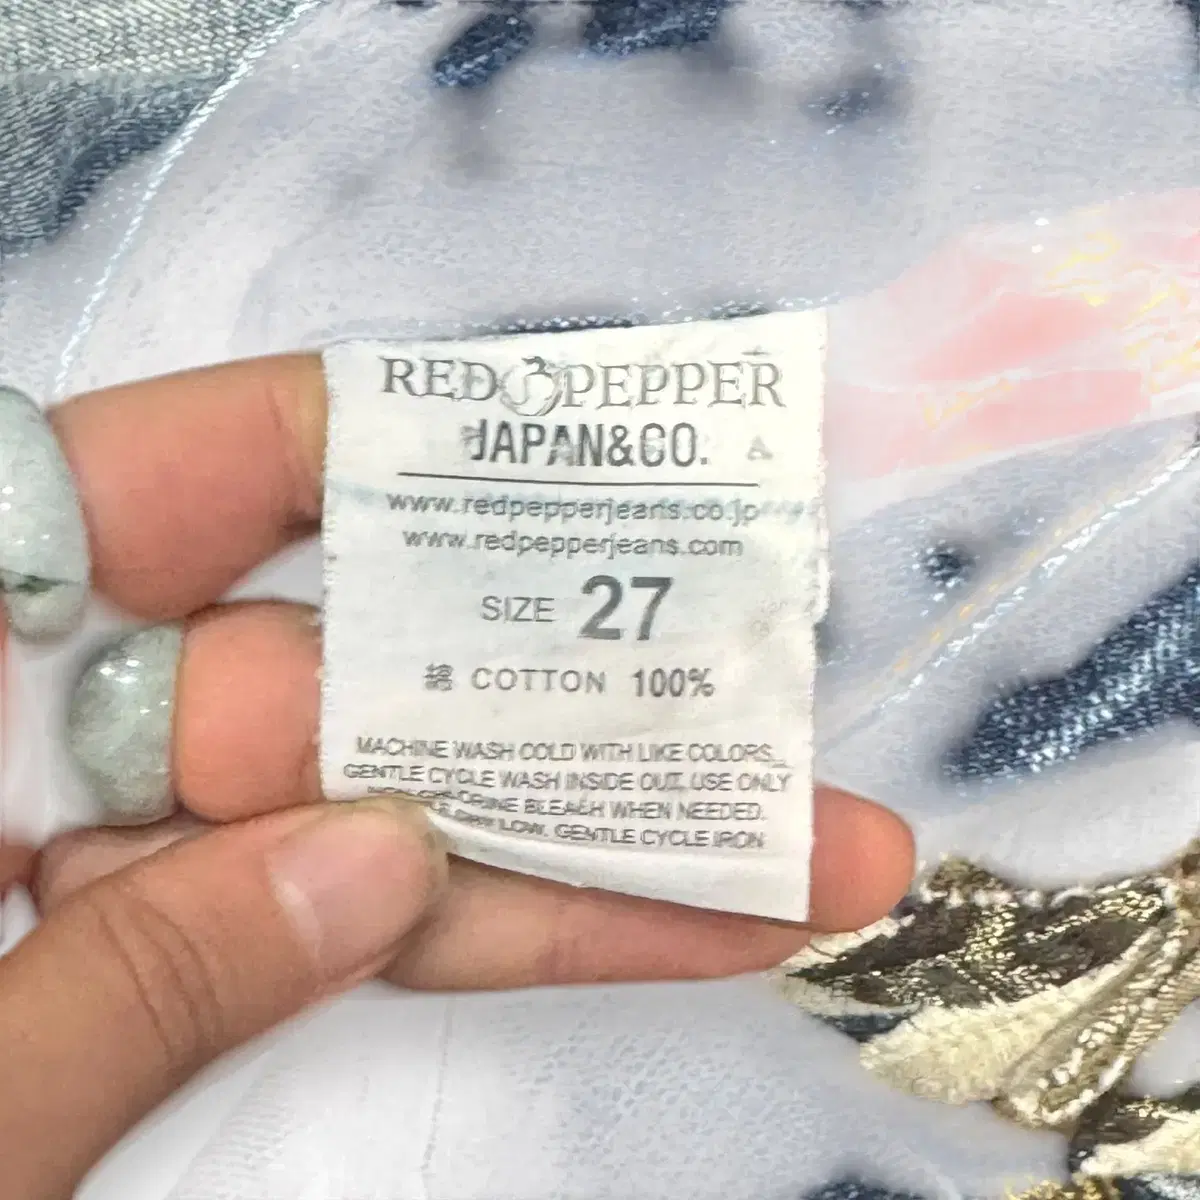 RED PEPPER
JAPAN&CO.
www.redpepperjeans.co.jp
www.redpepperjeans.com
SIZE 27
綿 COTTON 100%
MACHINE WASH COLD WITH LIKE COLORS.
GENTLE CYCLE WASH INSIDE OUT, USE ONLY
BLEACH WHEN NEEDED.
DRY LOW. GENTLE CYCLE IRON